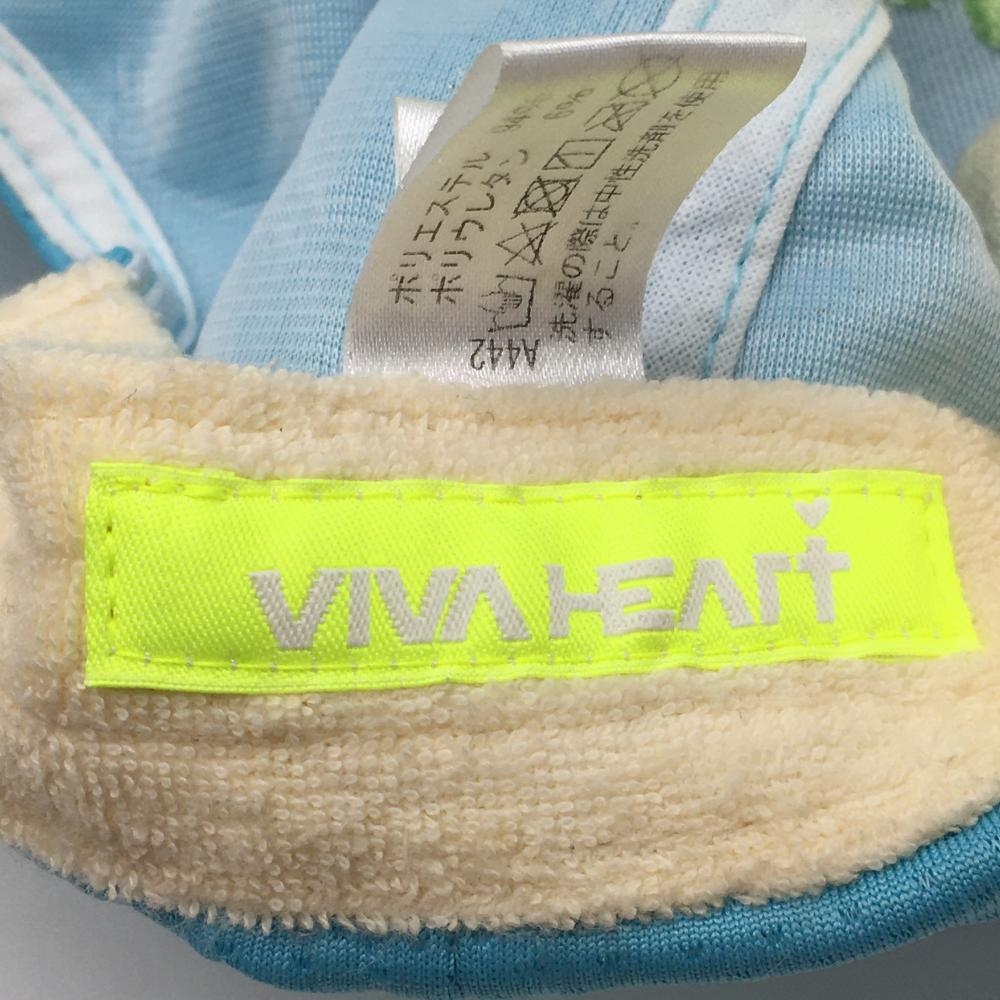 ポリエステル 94%
ポリウレタン 6%
洗濯の際は中性洗剤を使用
すること。
A442
VIVA HEART